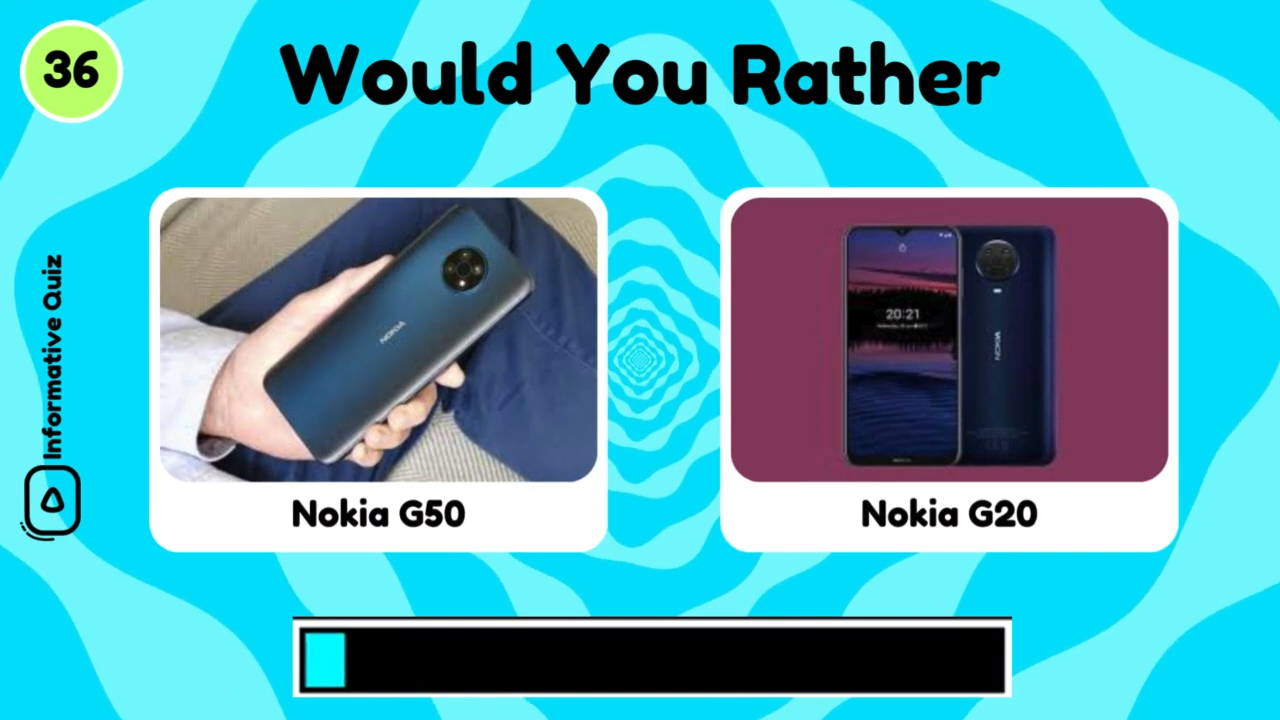 36
Would You Rather
Informative Quiz
NOKIA
20:21
NOKIA
Nokia G50
Nokia G20